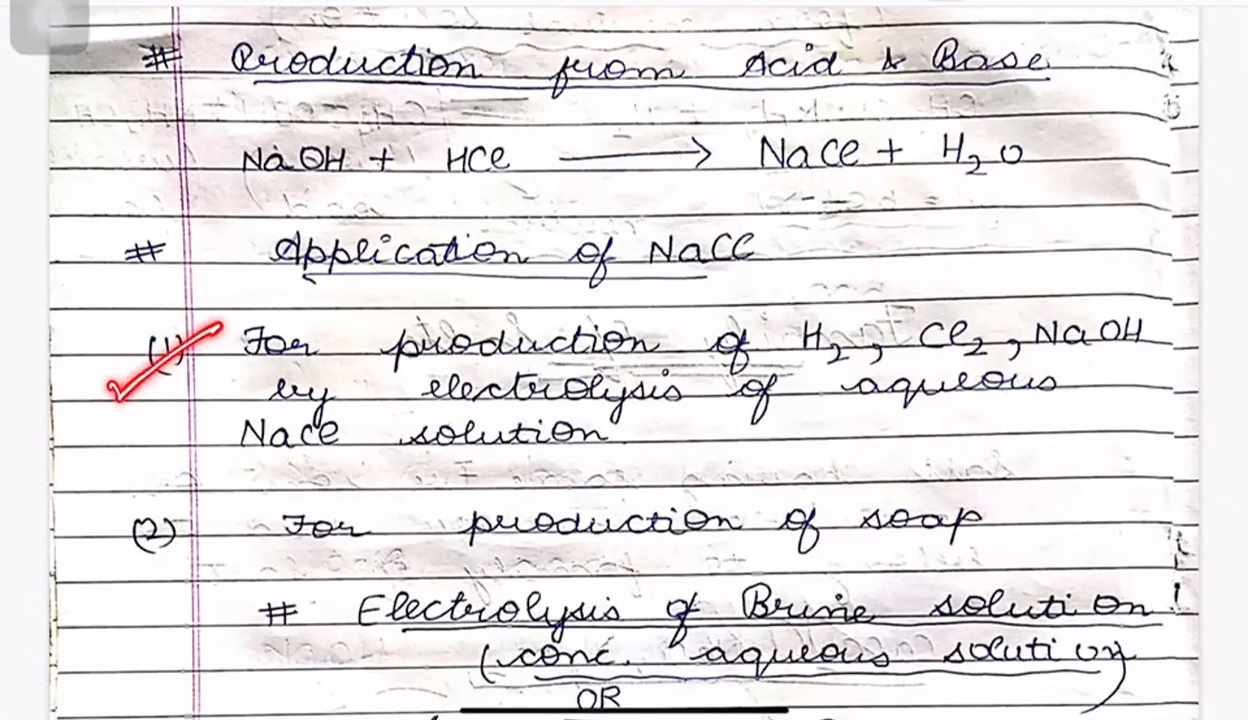 # Production from Acid & Base
NaOH + HCl ⟶ NaCl + H₂O
# Application of NaCl
(1) For production of H₂, Cl₂, NaOH
by electrolysis of aqueous
NaCl solution
(2) For production of soap
# Electrolysis of Brine solution!
(conc. aqueous solution)
OR